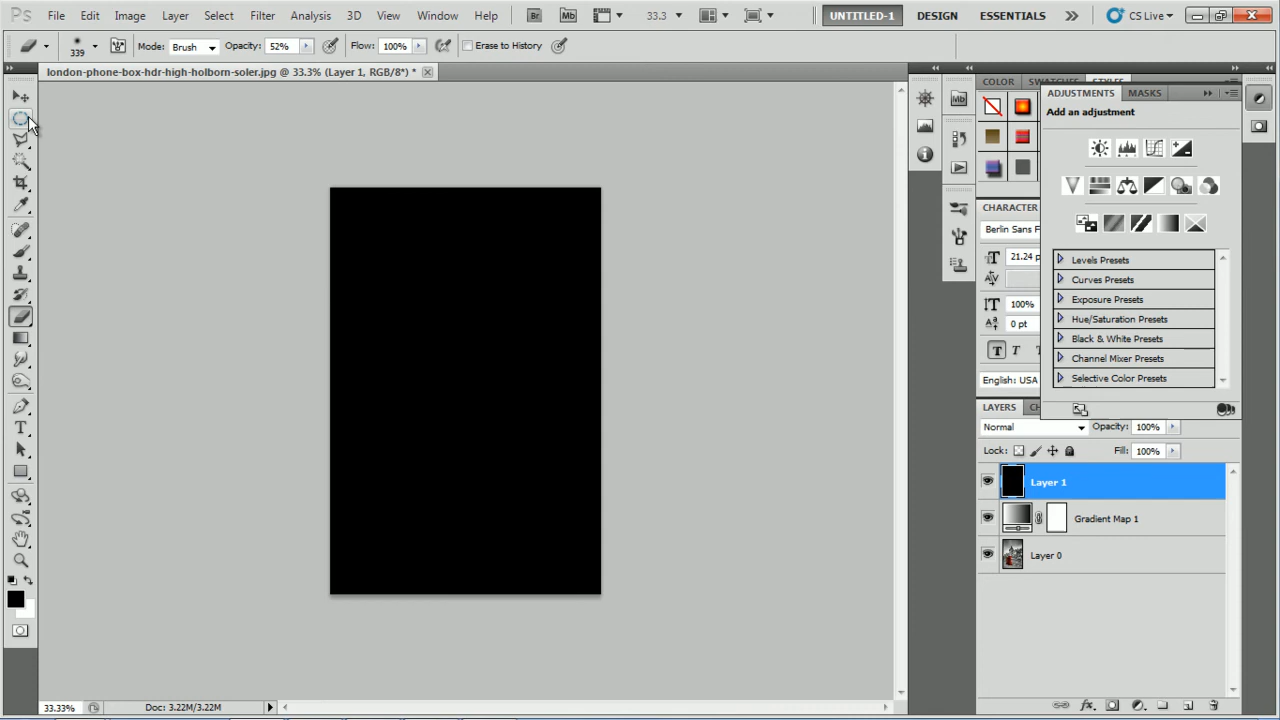 Ps File Edit Image Layer Select Filter Analysis 3D View Window Help Br Mb 33.3 UNTITLED-1 DESIGN ESSENTIALS CS Live
339 Mode: Brush Opacity: 52% Flow: 100% Erase to History
london-phone-box-hdr-high-holborn-soler.jpg @ 33.3% (Layer 1, RGB/8*) *
COLOR SWATCHES STYLES
Mb
ADJUSTMENTS MASKS
Add an adjustment
CHARACTER
Berlin Sans F
21.24 p
100%
0 pt
T T
English: USA
Levels Presets
Curves Presets
Exposure Presets
Hue/Saturation Presets
Black & White Presets
Channel Mixer Presets
Selective Color Presets
LAYERS
Normal Opacity: 100%
Lock: Fill: 100%
Layer 1
Gradient Map 1
Layer 0
33.33% Doc: 3.22M/3.22M